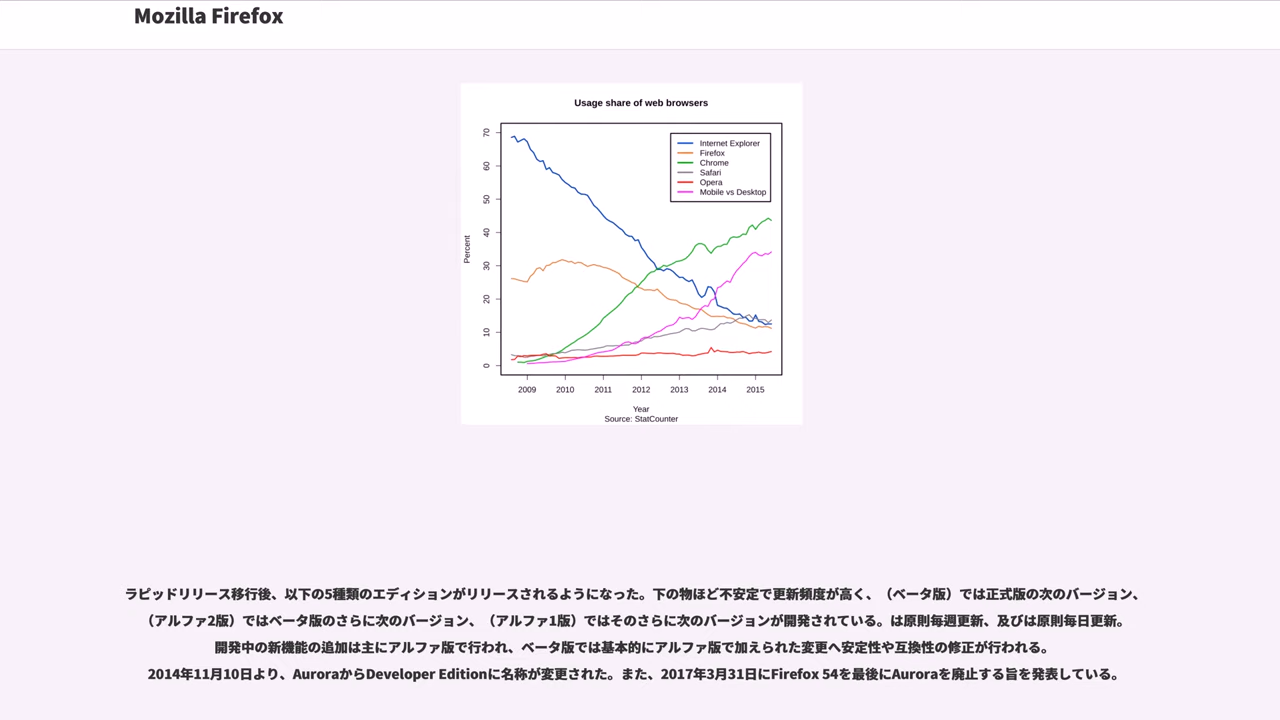 Mozilla Firefox
Usage share of web browsers
70
60
50
40
30
20
10
0
Percent
Internet Explorer
Firefox
Chrome
Safari
Opera
Mobile vs Desktop
2009 2010 2011 2012 2013 2014 2015
Year
Source: StatCounter
ラピッドリリース移行後、以下の5種類のエディションがリリースされるようになった。下の物ほど不安定で更新頻度が高く、（ベータ版）では正式版の次のバージョン、
（アルファ2版）ではベータ版のさらに次のバージョン、（アルファ1版）ではそのさらに次のバージョンが開発されている。は原則毎週更新、及びは原則毎日更新。
開発中の新機能の追加は主にアルファ版で行われ、ベータ版では基本的にアルファ版で加えられた変更へ安定性や互換性の修正が行われる。
2014年11月10日より、AuroraからDeveloper Editionに名称が変更された。また、2017年3月31日にFirefox 54を最後にAuroraを廃止する旨を発表している。